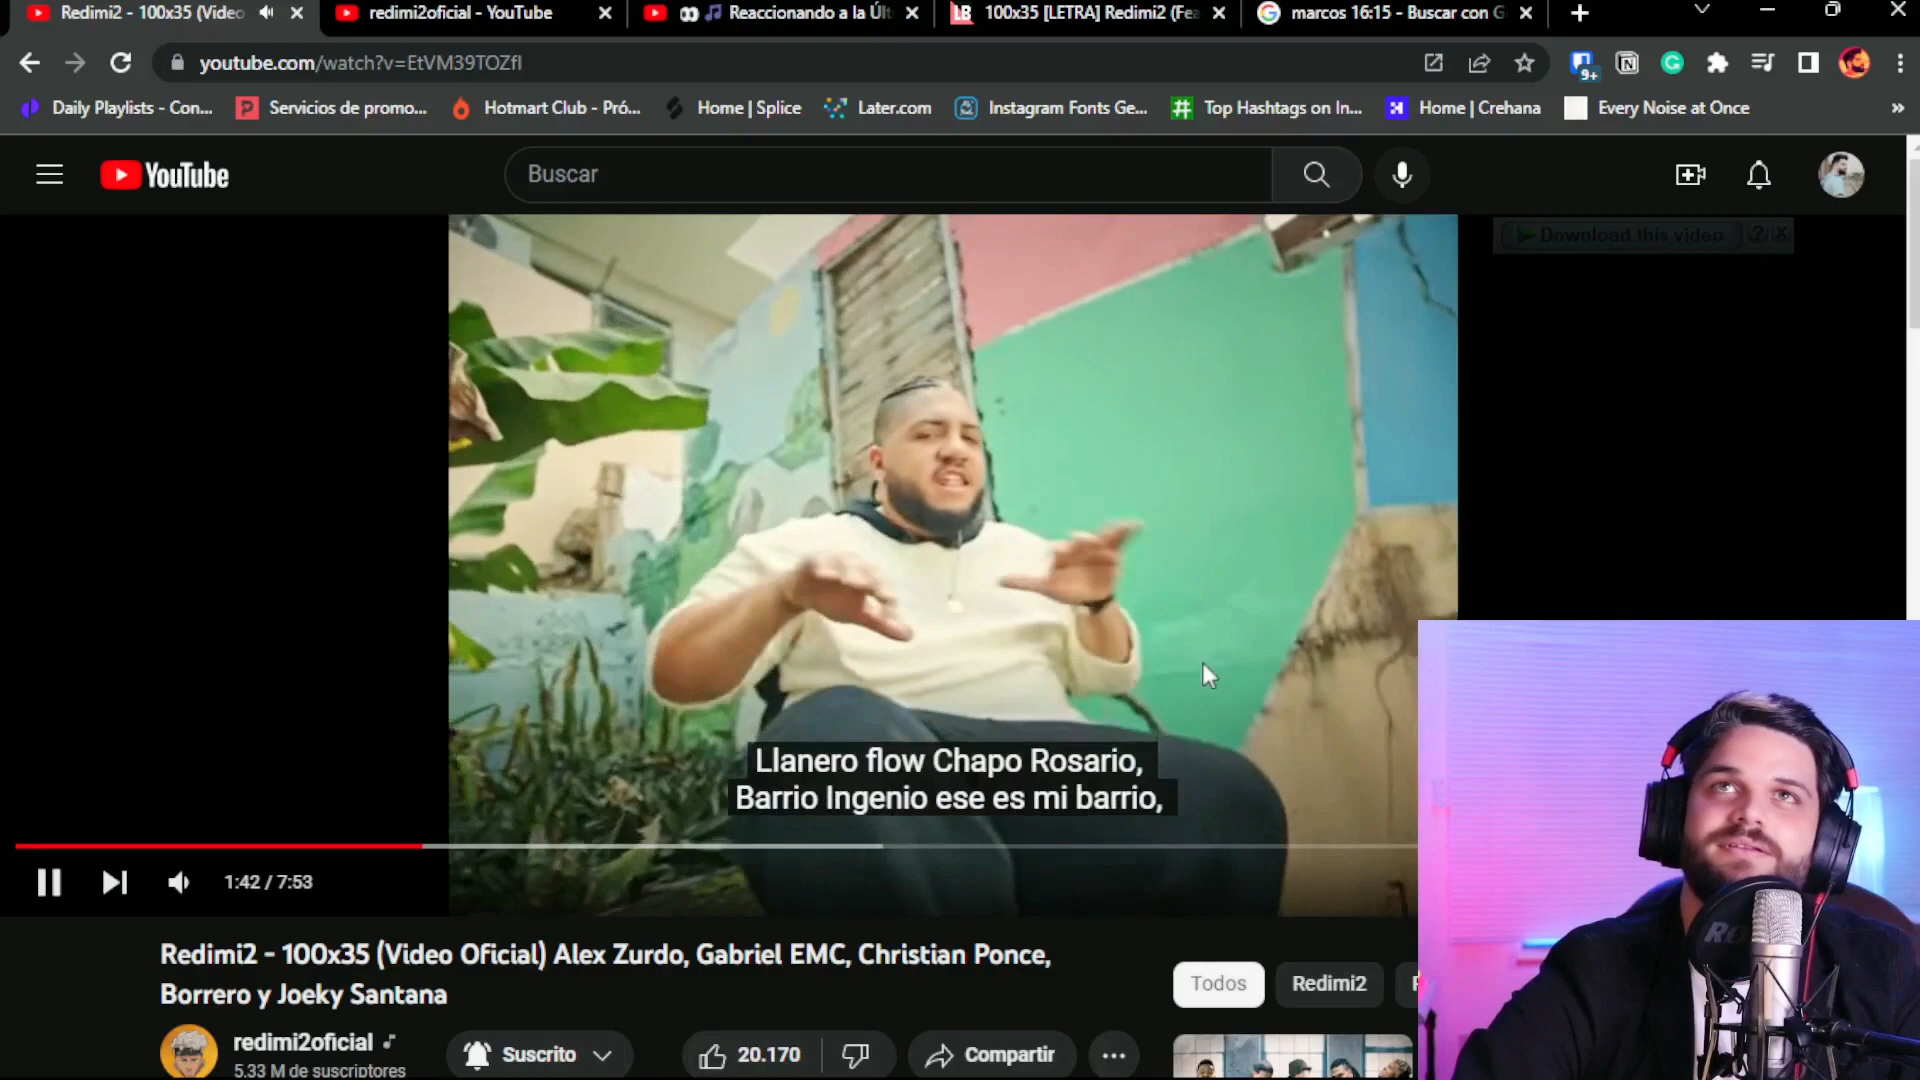 Redimi2 - 100x35 (Video
redimi2oficial - YouTube
Reaccionando a la Últ
LB
100x35 [LETRA] Redimi2 (Fea
marcos 16:15 - Buscar con G
youtube.com/watch?v=EtVM39TOZfI
9+
Daily Playlists - Con...
Servicios de promo...
Hotmart Club - Pró...
Home | Splice
Later.com
Instagram Fonts Ge...
Top Hashtags on In...
Home | Crehana
Every Noise at Once
»
YouTube
Buscar
Download this video
Llanero flow Chapo Rosario,
Barrio Ingenio ese es mi barrio,
1:42 / 7:53
Redimi2 - 100x35 (Video Oficial) Alex Zurdo, Gabriel EMC, Christian Ponce,
Borrero y Joeky Santana
Todos
Redimi2
redimi2oficial
5.33 M de suscriptores
Suscrito
20.170
Compartir